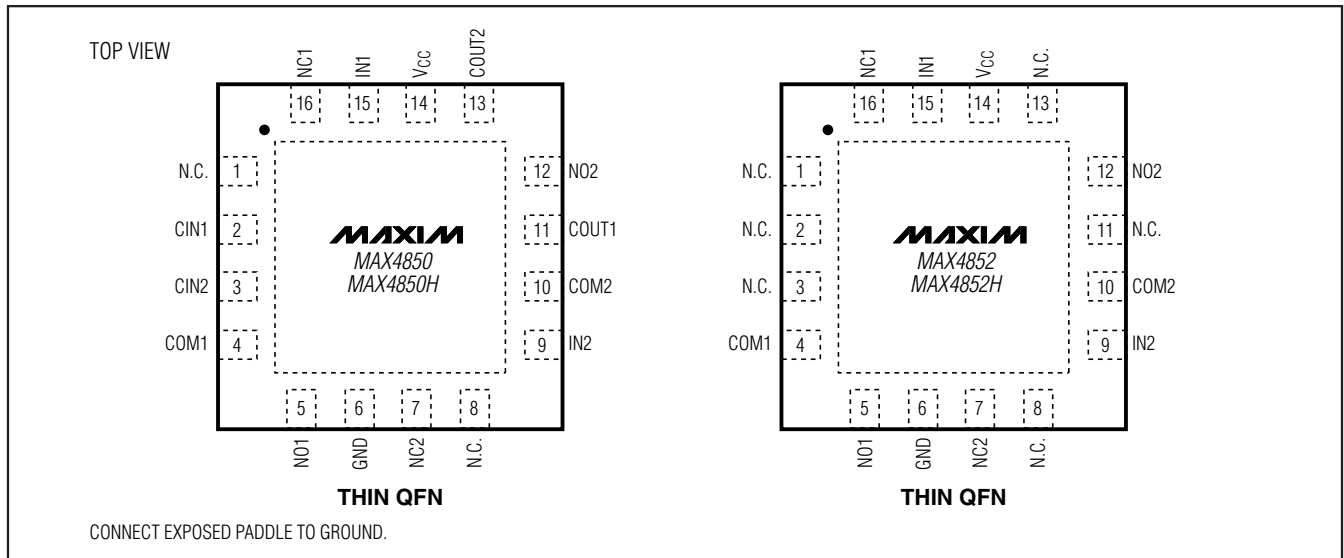 TOP VIEW
NC1 IN1 VCC COUT2
16 15 14 13
N.C. 1
CIN1 2
CIN2 3
COM1 4
12 NO2
11 COUT1
10 COM2
9 IN2
MAXIM
MAX4850
MAX4850H
5 6 7 8
NO1 GND NC2 N.C.
THIN QFN
NC1 IN1 VCC N.C.
16 15 14 13
N.C. 1
N.C. 2
N.C. 3
COM1 4
12 NO2
11 N.C.
10 COM2
9 IN2
MAXIM
MAX4852
MAX4852H
5 6 7 8
NO1 GND NC2 N.C.
THIN QFN
CONNECT EXPOSED PADDLE TO GROUND.